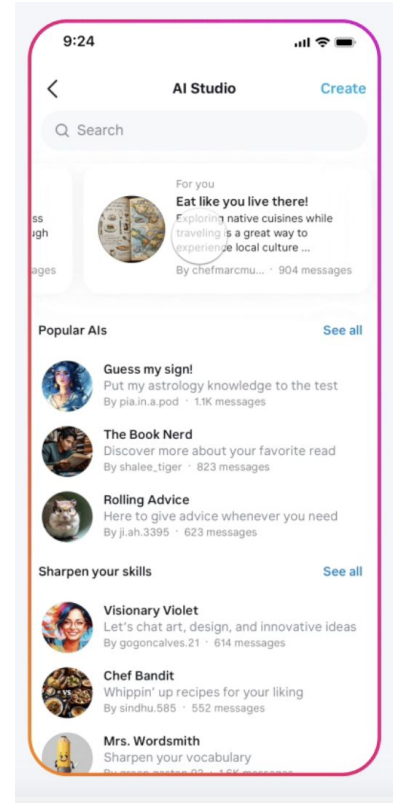 9:24
AI Studio
Create
Search
For you
Eat like you live there!
Exploring native cuisines while
traveling is a great way to
experience local culture ...
By chefmarcmu... · 904 messages
ss
ugh
ages
Popular AIs
See all
Guess my sign!
Put my astrology knowledge to the test
By pia.in.a.pod · 1.1K messages
The Book Nerd
Discover more about your favorite read
By shalee_tiger · 823 messages
Rolling Advice
Here to give advice whenever you need
By ji.ah.3395 · 623 messages
Sharpen your skills
See all
Visionary Violet
Let's chat art, design, and innovative ideas
By gogoncalves.21 · 614 messages
Chef Bandit
Whippin' up recipes for your liking
By sindhu.585 · 552 messages
VS
Mrs. Wordsmith
Sharpen your vocabulary